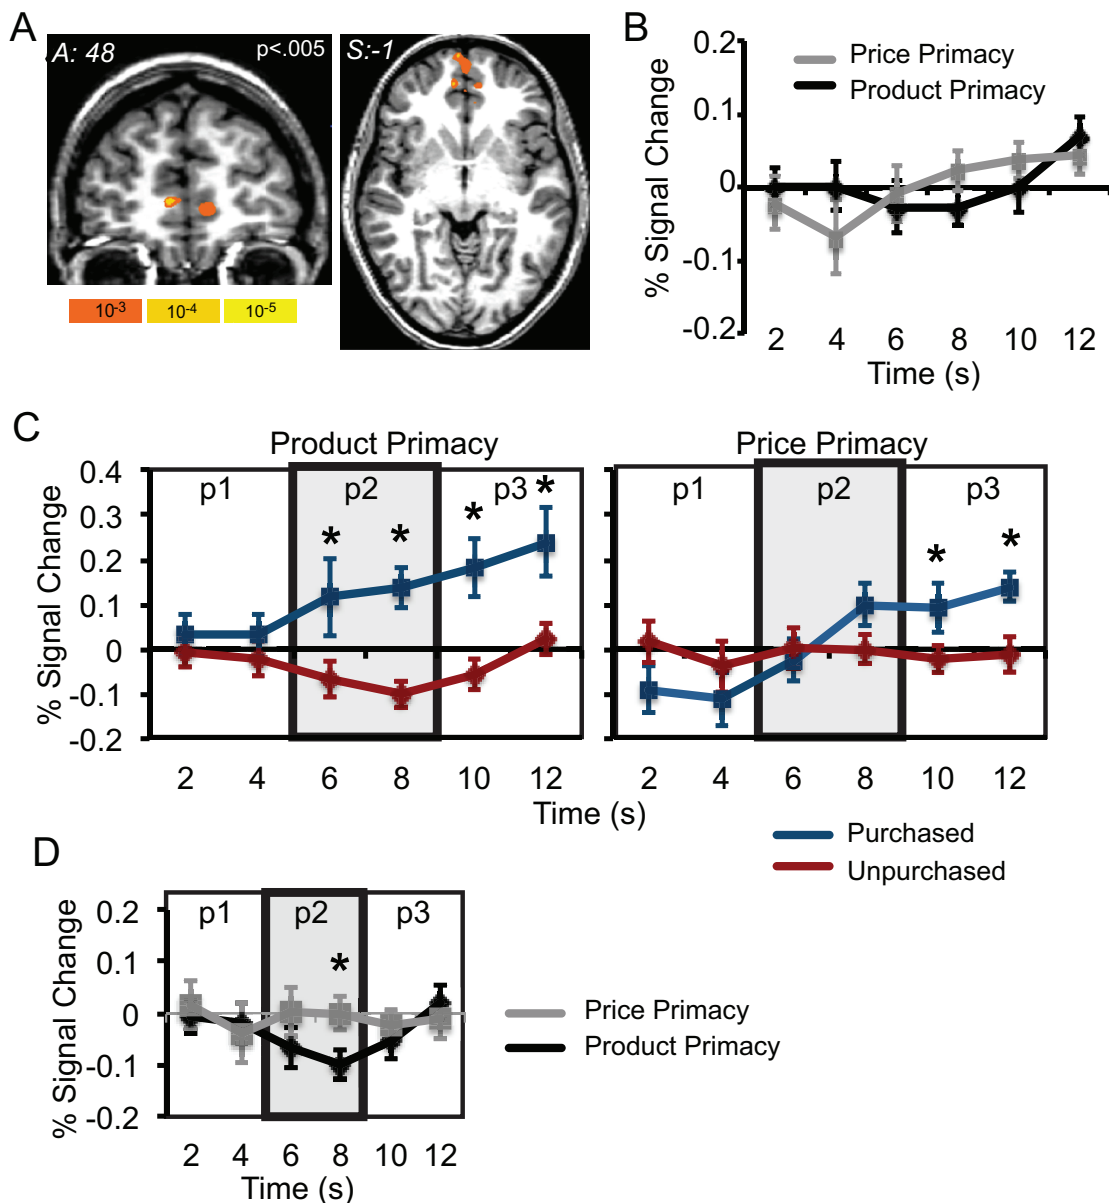 A
A: 48
p<.005
S:-1
10-3
10-4
10-5
B
Price Primacy
Product Primacy
0.2
0.1
0
-0.1
-0.2
% Signal Change
2 4 6 8 10 12
Time (s)
C
Product Primacy
Price Primacy
p1 p2 p3
* * * *
p1 p2 p3
* *
0.4
0.3
0.2
0.1
0
-0.1
-0.2
% Signal Change
2 4 6 8 10 12
2 4 6 8 10 12
Time (s)
Purchased
Unpurchased
D
p1 p2 p3
*
0.2
0.1
0
-0.1
-0.2
% Signal Change
2 4 6 8 10 12
Time (s)
Price Primacy
Product Primacy